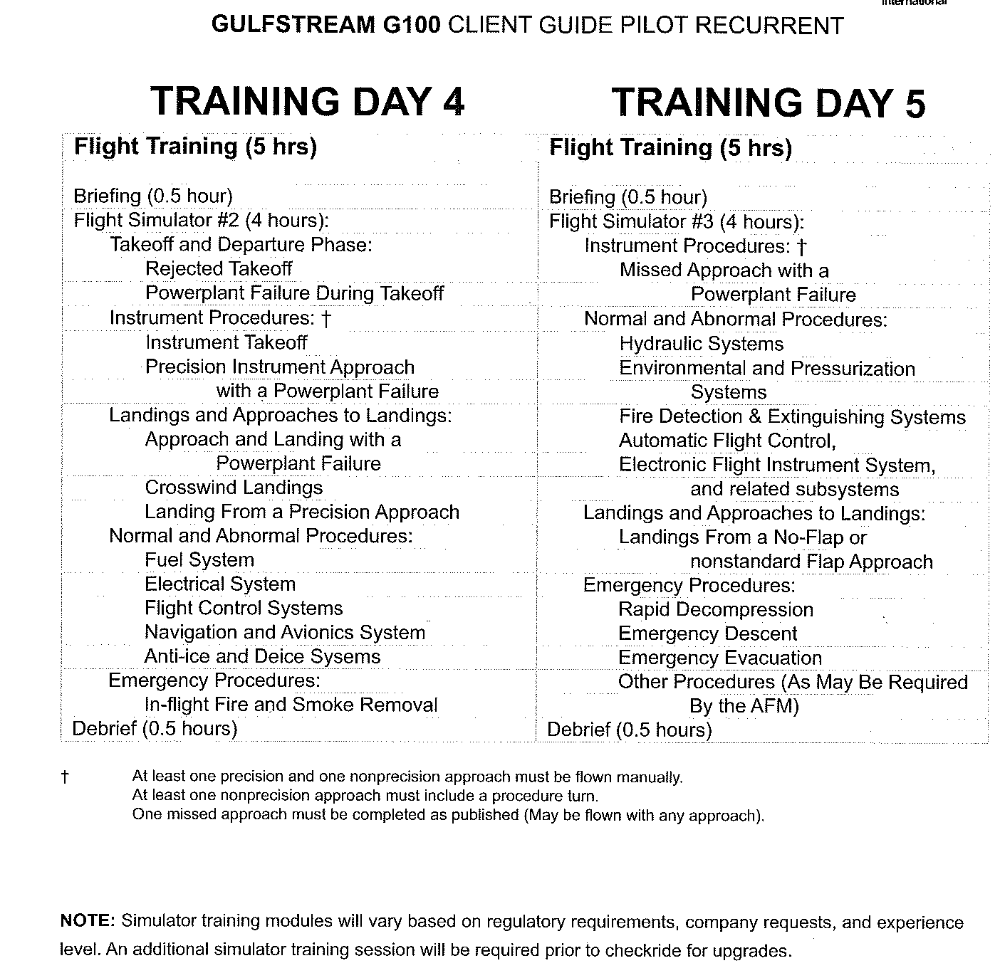 International
GULFSTREAM G100 CLIENT GUIDE PILOT RECURRENT
TRAINING DAY 4
Flight Training (5 hrs)
Briefing (0.5 hour)
Flight Simulator #2 (4 hours):
Takeoff and Departure Phase:
Rejected Takeoff
Powerplant Failure During Takeoff
Instrument Procedures: †
Instrument Takeoff
Precision Instrument Approach
with a Powerplant Failure
Landings and Approaches to Landings:
Approach and Landing with a
Powerplant Failure
Crosswind Landings
Landing From a Precision Approach
Normal and Abnormal Procedures:
Fuel System
Electrical System
Flight Control Systems
Navigation and Avionics System
Anti-ice and Deice Sysems
Emergency Procedures:
In-flight Fire and Smoke Removal
Debrief (0.5 hours)
TRAINING DAY 5
Flight Training (5 hrs)
Briefing (0.5 hour)
Flight Simulator #3 (4 hours):
Instrument Procedures: †
Missed Approach with a
Powerplant Failure
Normal and Abnormal Procedures:
Hydraulic Systems
Environmental and Pressurization
Systems
Fire Detection & Extinguishing Systems
Automatic Flight Control,
Electronic Flight Instrument System,
and related subsystems
Landings and Approaches to Landings:
Landings From a No-Flap or
nonstandard Flap Approach
Emergency Procedures:
Rapid Decompression
Emergency Descent
Emergency Evacuation
Other Procedures (As May Be Required
By the AFM)
Debrief (0.5 hours)
† At least one precision and one nonprecision approach must be flown manually.
At least one nonprecision approach must include a procedure turn.
One missed approach must be completed as published (May be flown with any approach).
NOTE: Simulator training modules will vary based on regulatory requirements, company requests, and experience
level. An additional simulator training session will be required prior to checkride for upgrades.